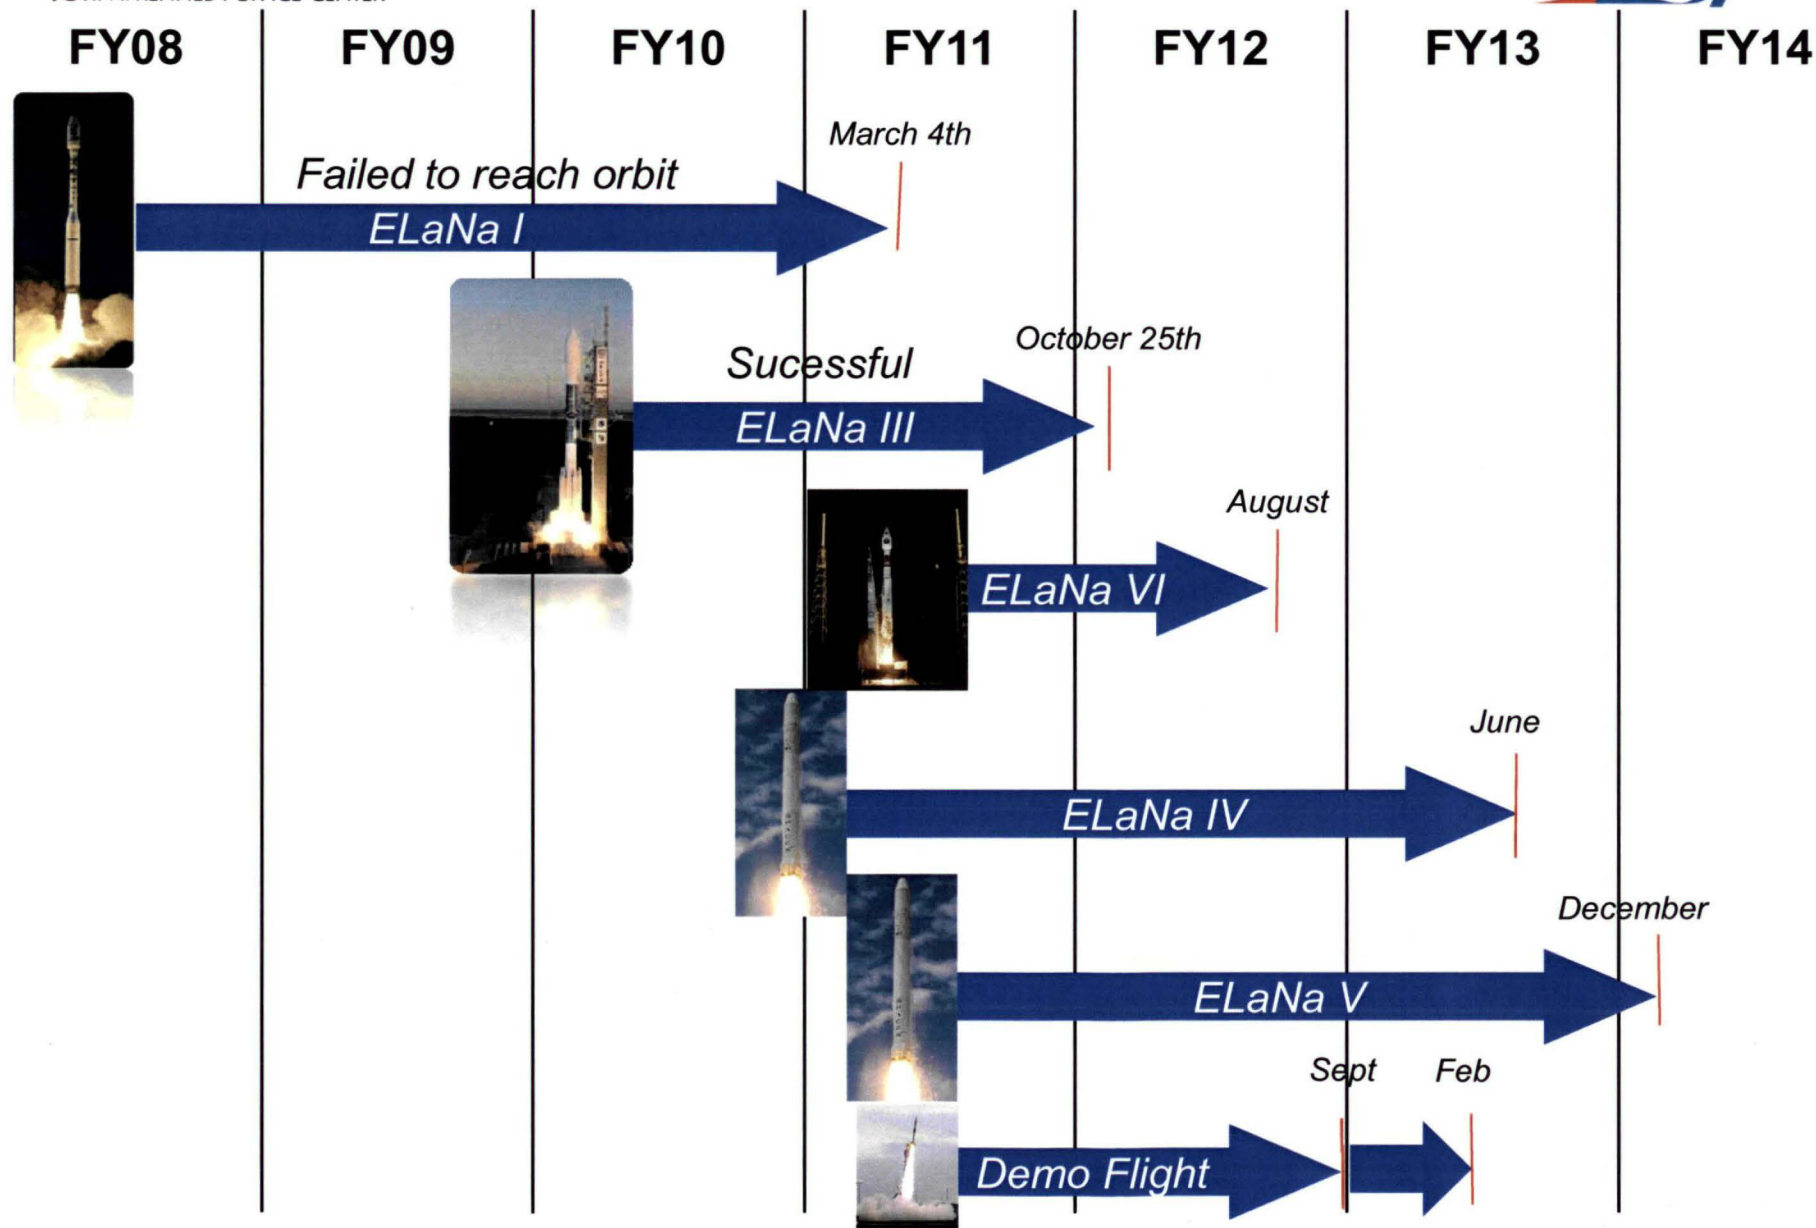 FY08 FY09 FY10 FY11 FY12 FY13 FY14
March 4th
Failed to reach orbit
ELaNa I
October 25th
Sucessful
ELaNa III
August
ELaNa VI
June
ELaNa IV
December
ELaNa V
Sept Feb
Demo Flight